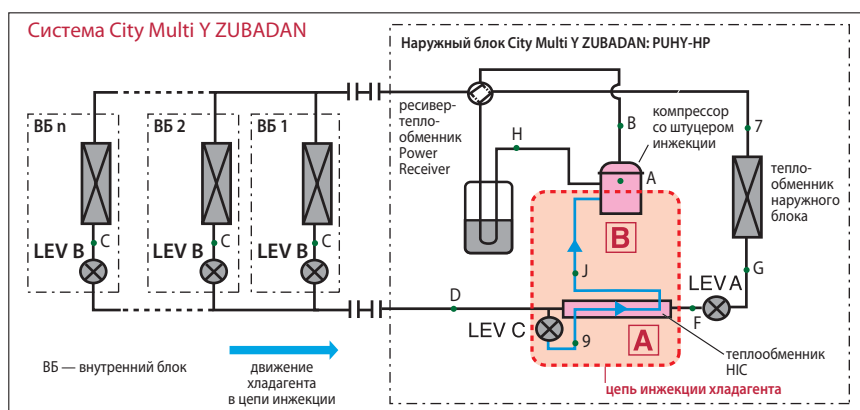 Система City Multi Y ZUBADAN
Наружный блок City Multi Y ZUBADAN: PUHY-HP
ресивер-
тепло-
обменник
Power
Receiver
компрессор
со штуцером
инжекции
B
7
H
A
ВБ n
ВБ 2
ВБ 1
тепло-
обменник
наружного
блока
B
LEV B
C
LEV B
C
LEV B
C
J
G
LEV A
D
F
LEV C
9
A
теплообменник
HIC
ВБ — внутренний блок
движение
хладагента
в цепи инжекции
цепь инжекции хладагента